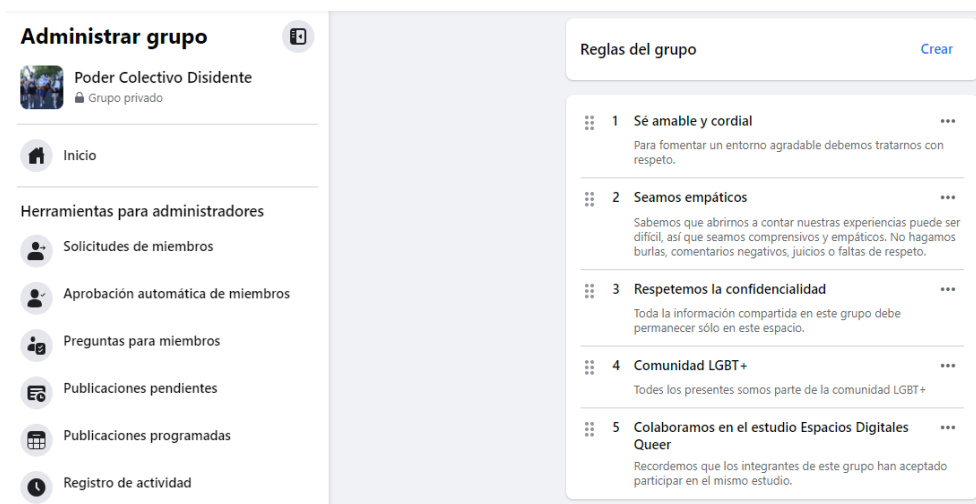 Administrar grupo
Poder Colectivo Disidente
Grupo privado
Inicio
Herramientas para administradores
Solicitudes de miembros
Aprobación automática de miembros
Preguntas para miembros
Publicaciones pendientes
Publicaciones programadas
Registro de actividad
Reglas del grupo
Crear
1 Sé amable y cordial
Para fomentar un entorno agradable debemos tratarnos con
respeto.
2 Seamos empáticos
Sabemos que abrirnos a contar nuestras experiencias puede ser
difícil, así que seamos comprensivos y empáticos. No hagamos
burlas, comentarios negativos, juicios o faltas de respeto.
3 Respetemos la confidencialidad
Toda la información compartida en este grupo debe
permanecer sólo en este espacio.
4 Comunidad LGBT+
Todes los presentes somos parte de la comunidad LGBT+
5 Colaboramos en el estudio Espacios Digitales
Queer
Recordemos que los integrantes de este grupo han aceptado
participar en el mismo estudio.